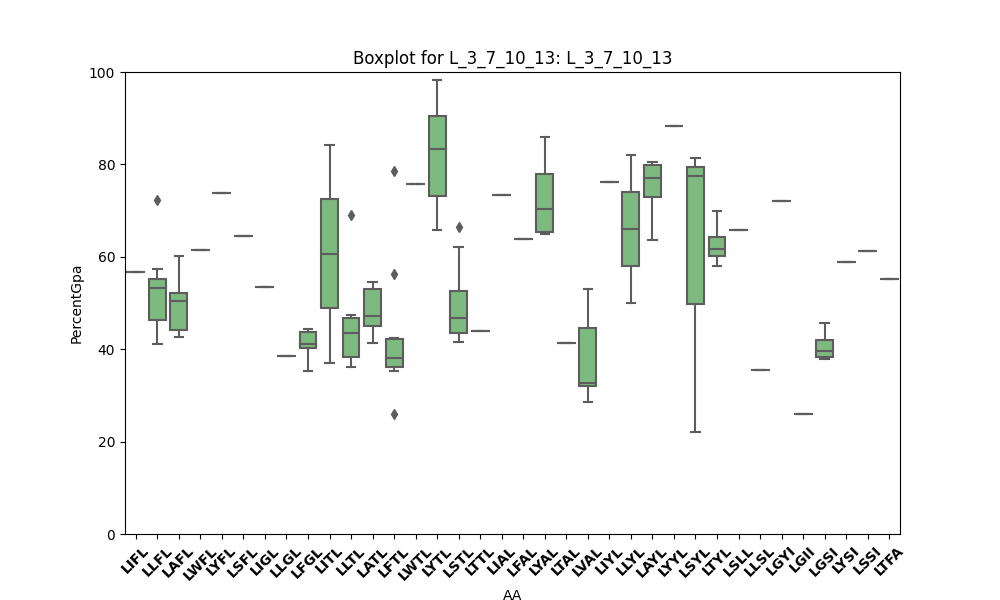 Boxplot for L_3_7_10_13: L_3_7_10_13
100
80
60
40
20
0
PercentGpa
LIFL LLFL LAFL LWFL LYFL LSFL LIGL LLGL LFGL LITL LLTL LATL LFTL LWTL LYTL LSTL LTTL LIAL LFAL LYAL LTAL LVAL LIYL LLYL LAYL LYYL LSYL LTYL LSLL LLSL LGYI LGII LGSI LYSI LSSI LTFA
AA